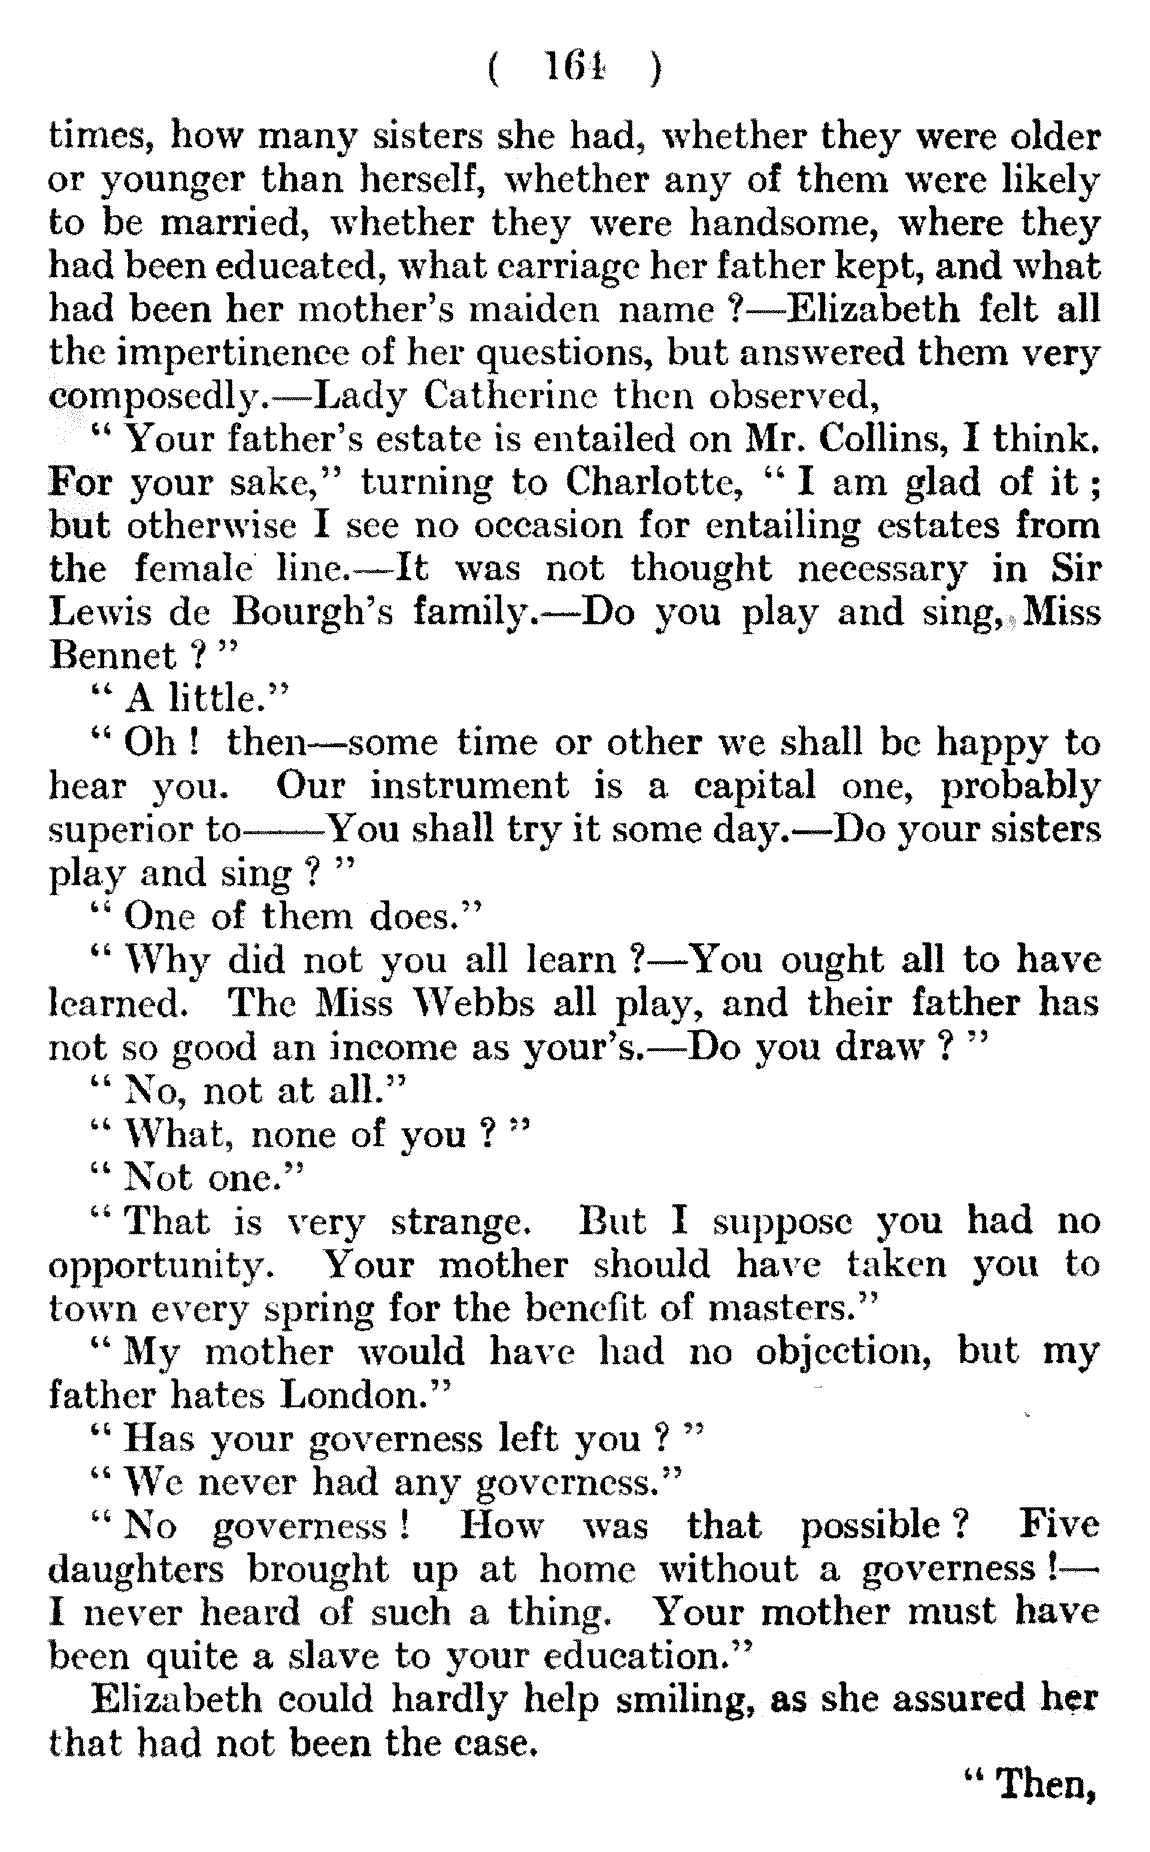 ( 164 )
times, how many sisters she had, whether they were older
or younger than herself, whether any of them were likely
to be married, whether they were handsome, where they
had been educated, what carriage her father kept, and what
had been her mother's maiden name ?—Elizabeth felt all
the impertinence of her questions, but answered them very
composedly.—Lady Catherine then observed,
“ Your father's estate is entailed on Mr. Collins, I think.
For your sake,” turning to Charlotte, “ I am glad of it ;
but otherwise I see no occasion for entailing estates from
the female line.—It was not thought necessary in Sir
Lewis de Bourgh's family.—Do you play and sing, Miss
Bennet ? ”
“ A little.”
“ Oh ! then—some time or other we shall be happy to
hear you. Our instrument is a capital one, probably
superior to——You shall try it some day.—Do your sisters
play and sing ? ”
“ One of them does.”
“ Why did not you all learn ?—You ought all to have
learned. The Miss Webbs all play, and their father has
not so good an income as your's.—Do you draw ? ”
“ No, not at all.”
“ What, none of you ? ”
“ Not one.”
“ That is very strange. But I suppose you had no
opportunity. Your mother should have taken you to
town every spring for the benefit of masters.”
“ My mother would have had no objection, but my
father hates London.”
“ Has your governess left you ? ”
“ We never had any governess.”
“ No governess ! How was that possible ? Five
daughters brought up at home without a governess !—
I never heard of such a thing. Your mother must have
been quite a slave to your education.”
Elizabeth could hardly help smiling, as she assured her
that had not been the case.
“ Then,